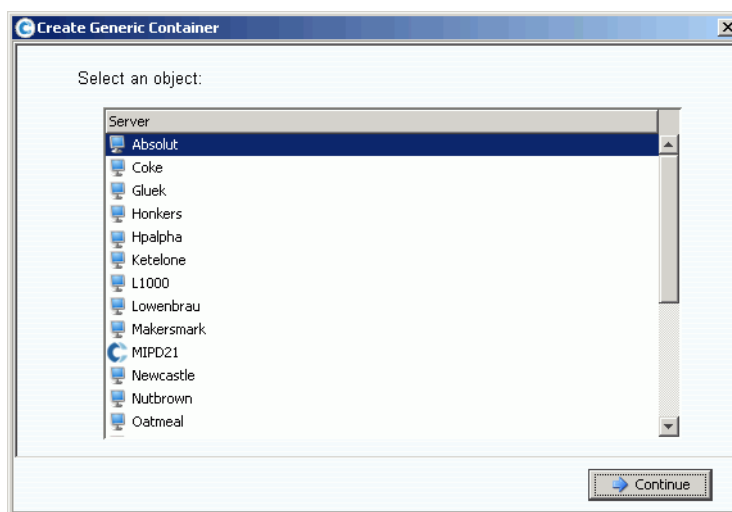 Create Generic Container
Select an object:
Server
Absolut
Coke
Gluek
Honkers
Hpalpha
Ketelone
L1000
Lowenbrau
Makersmark
MIPD21
Newcastle
Nutbrown
Oatmeal
Continue